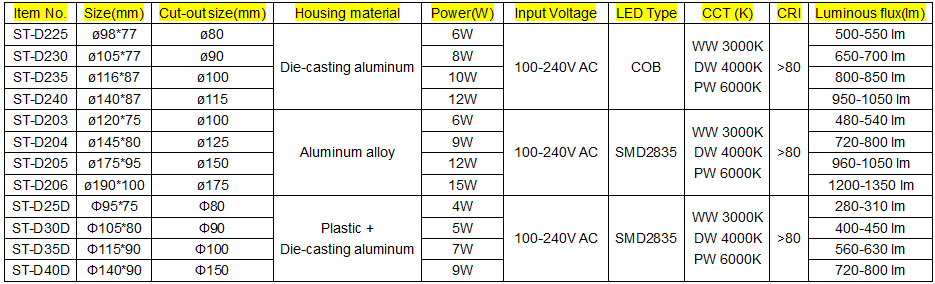 Item No. Size(mm) Cut-out size(mm) Housing material Power(W) Input Voltage LED Type CCT (K) CRI Luminous flux(lm)
ST-D225 ø98*77 ø80 Die-casting aluminum 6W 100-240V AC COB WW 3000K DW 4000K PW 6000K >80 500-550 lm
ST-D230 ø105*77 ø90 8W 650-700 lm
ST-D235 ø116*87 ø100 10W 800-850 lm
ST-D240 ø140*87 ø115 12W 950-1050 lm
ST-D203 ø120*75 ø100 Aluminum alloy 6W 100-240V AC SMD2835 WW 3000K DW 4000K PW 6000K >80 480-540 lm
ST-D204 ø145*80 ø125 9W 720-800 lm
ST-D205 ø175*95 ø150 12W 960-1050 lm
ST-D206 ø190*100 ø175 15W 1200-1350 lm
ST-D25D Φ95*75 Φ80 Plastic + Die-casting aluminum 4W 100-240V AC SMD2835 WW 3000K DW 4000K PW 6000K >80 280-310 lm
ST-D30D Φ105*80 Φ90 5W 400-450 lm
ST-D35D Φ115*90 Φ100 7W 560-630 lm
ST-D40D Φ140*90 Φ150 9W 720-800 lm